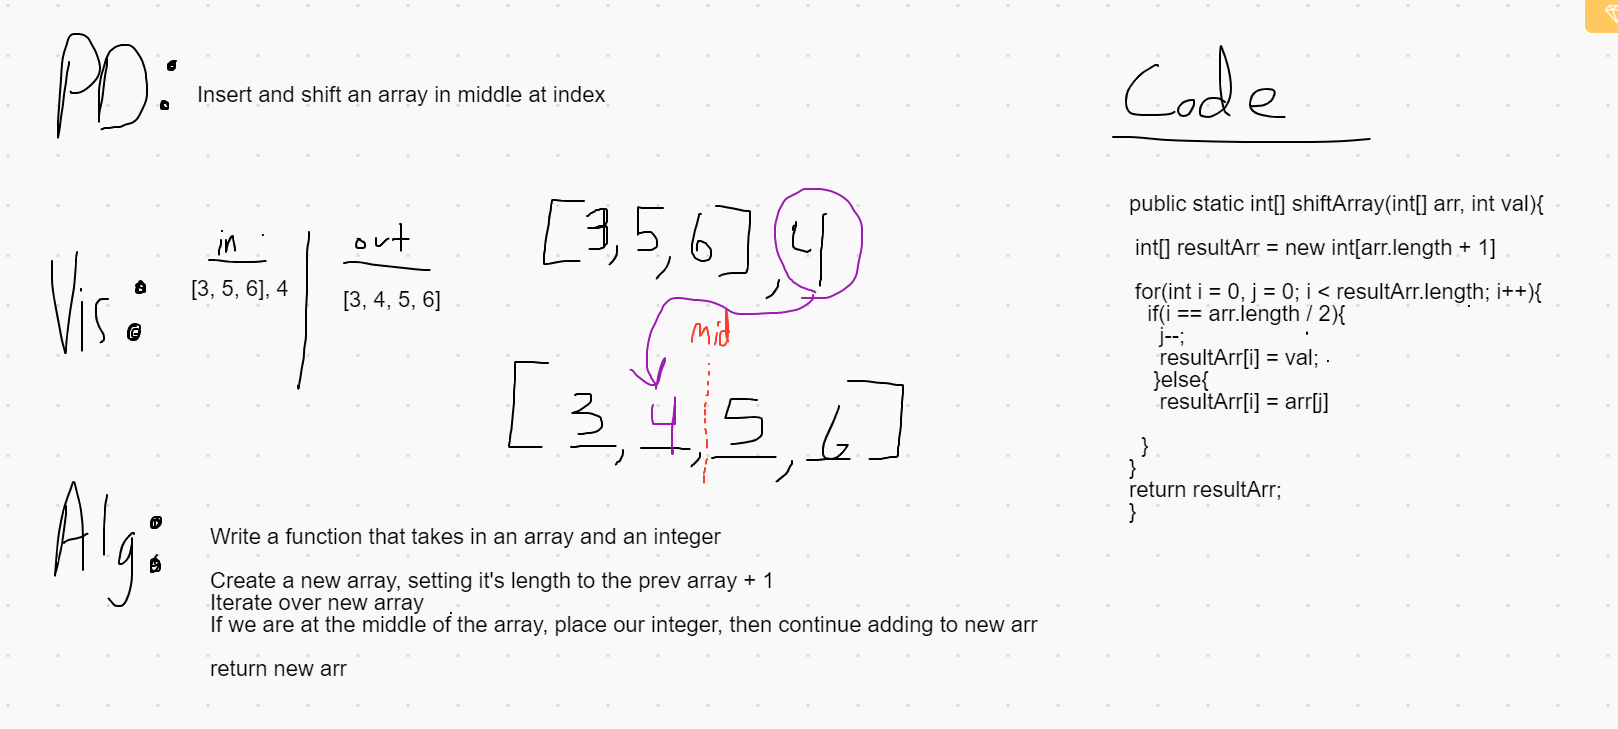 PD:
Insert and shift an array in middle at index
Vis:
in
out
[3, 5, 6], 4
[3, 4, 5, 6]
[3, 5, 6], 4
Mid
[3, 4, 5, 6]
Alg:
Write a function that takes in an array and an integer
Create a new array, setting it's length to the prev array + 1
Iterate over new array
If we are at the middle of the array, place our integer, then continue adding to new arr
return new arr
Code
public static int[] shiftArray(int[] arr, int val){
int[] resultArr = new int[arr.length + 1]
for(int i = 0, j = 0; i < resultArr.length; i++){
if(i == arr.length / 2){
j--;
resultArr[i] = val;
}else{
resultArr[i] = arr[j]
}
}
return resultArr;
}